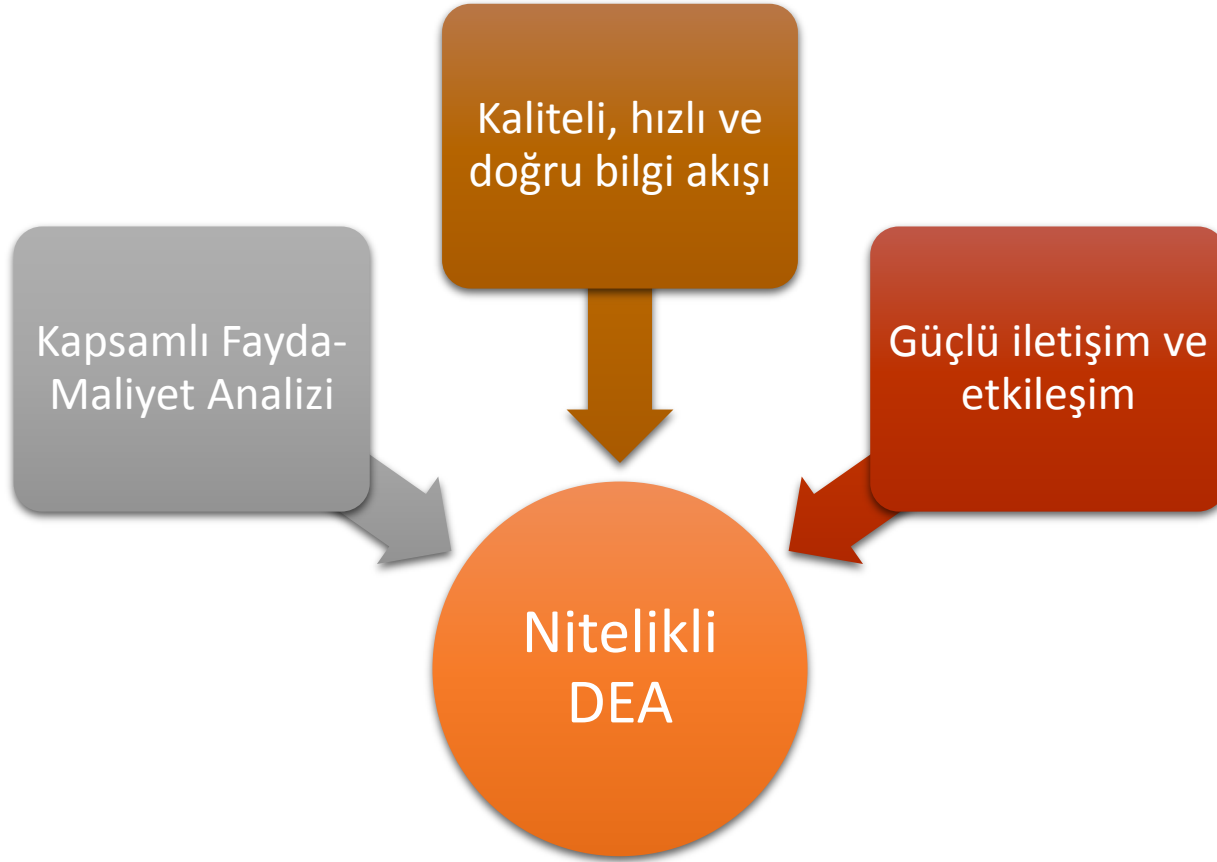 Kaliteli, hızlı ve
doğru bilgi akışı
Kapsamlı Fayda-
Maliyet Analizi
Güçlü iletişim ve
etkileşim
Nitelikli
DEA